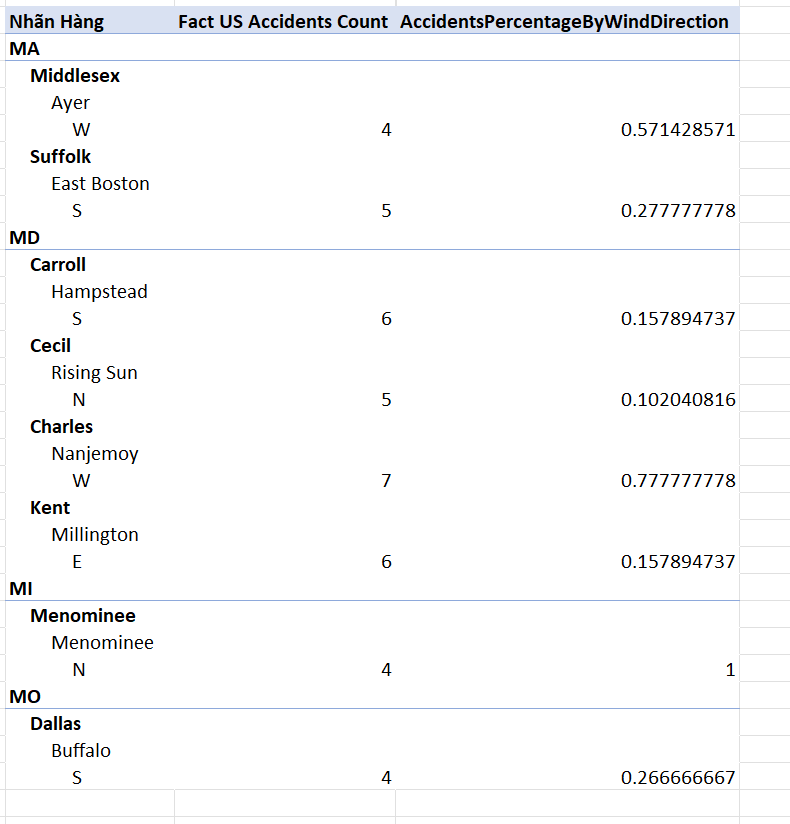 Nhãn Hàng Fact US Accidents Count AccidentsPercentageByWindDirection
MA
Middlesex
Ayer
W 4 0.571428571
Suffolk
East Boston
S 5 0.277777778
MD
Carroll
Hampstead
S 6 0.157894737
Cecil
Rising Sun
N 5 0.102040816
Charles
Nanjemoy
W 7 0.777777778
Kent
Millington
E 6 0.157894737
MI
Menominee
Menominee
N 4 1
MO
Dallas
Buffalo
S 4 0.266666667